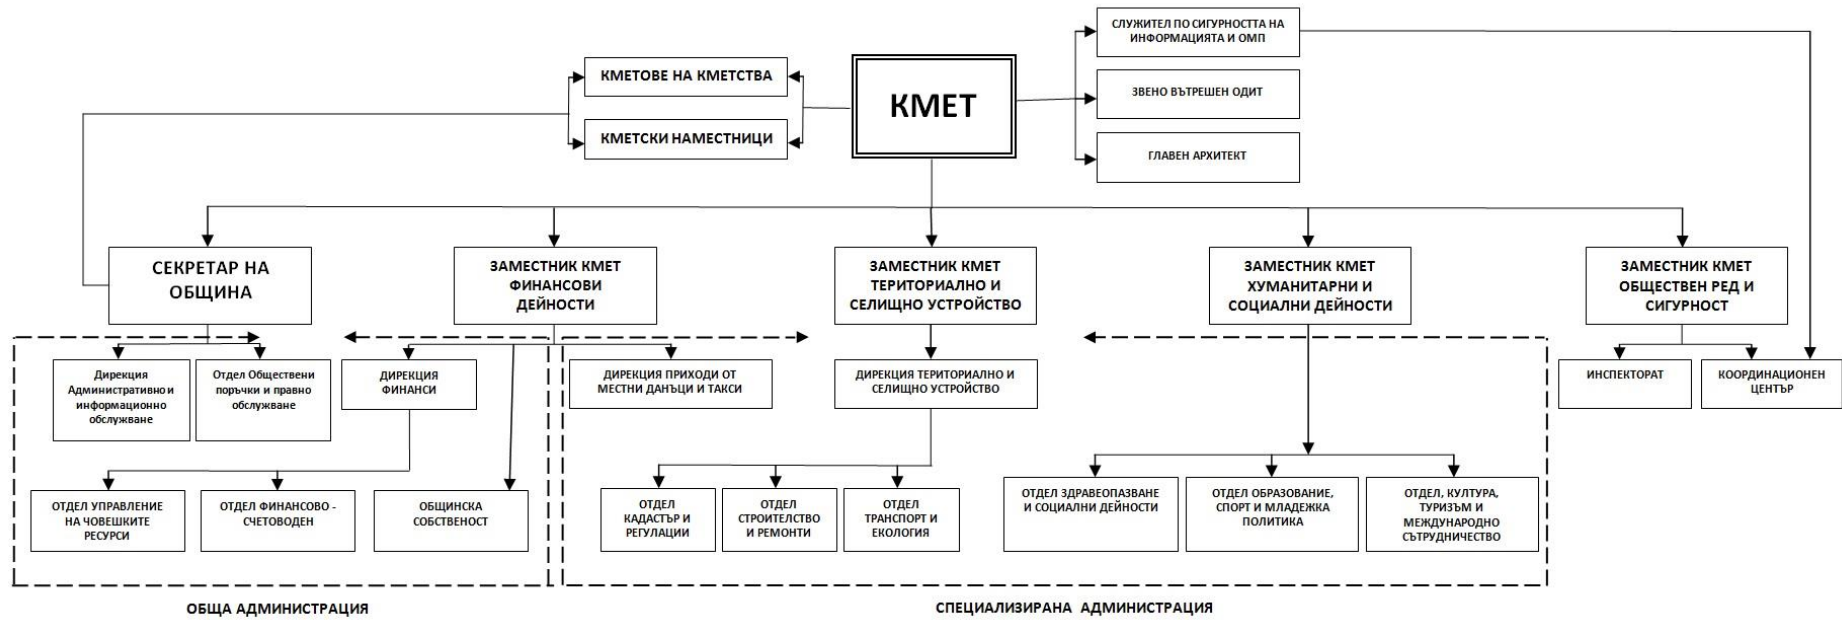 СЛУЖИТЕЛ ПО СИГУРНОСТТА НА
ИНФОРМАЦИЯТА И ОМП
КМЕТОВЕ НА КМЕТСТВА
КМЕТ
ЗВЕНО ВЪТРЕШЕН ОДИТ
КМЕТСКИ НАМЕСТНИЦИ
ГЛАВЕН АРХИТЕКТ
СЕКРЕТАР НА
ОБЩИНА
ЗАМЕСТНИК КМЕТ
ФИНАНСОВИ
ДЕЙНОСТИ
ЗАМЕСТНИК КМЕТ
ТЕРИТОРИАЛНО И
СЕЛИЩНО УСТРОЙСТВО
ЗАМЕСТНИК КМЕТ
ХУМАНИТАРНИ И
СОЦИАЛНИ ДЕЙНОСТИ
ЗАМЕСТНИК КМЕТ
ОБЩЕСТВЕН РЕД И
СИГУРНОСТ
Дирекция
Административно и
информационно
обслужване
Отдел Обществени
поръчки и правно
обслужване
ДИРЕКЦИЯ
ФИНАНСИ
ДИРЕКЦИЯ ПРИХОДИ ОТ
МЕСТНИ ДАНЪЦИ И ТАКСИ
ДИРЕКЦИЯ ТЕРИТОРИАЛНО И
СЕЛИЩНО УСТРОЙСТВО
ИНСПЕКТОРАТ
КООРДИНАЦИОНЕН
ЦЕНТЪР
ОТДЕЛ УПРАВЛЕНИЕ
НА ЧОВЕШКИТЕ
РЕСУРСИ
ОТДЕЛ ФИНАНСОВО -
СЧЕТОВОДЕН
ОБЩИНСКА
СОБСТВЕНОСТ
ОТДЕЛ
КАДАСТЪР И
РЕГУЛАЦИИ
ОТДЕЛ
СТРОИТЕЛСТВО
И РЕМОНТИ
ОТДЕЛ
ТРАНСПОРТ И
ЕКОЛОГИЯ
ОТДЕЛ ЗДРАВЕОПАЗВАНЕ
И СОЦИАЛНИ ДЕЙНОСТИ
ОТДЕЛ ОБРАЗОВАНИЕ,
СПОРТ И МЛАДЕЖКА
ПОЛИТИКА
ОТДЕЛ, КУЛТУРА,
ТУРИЗЪМ И
МЕЖДУНАРОДНО
СЪТРУДНИЧЕСТВО
ОБЩА АДМИНИСТРАЦИЯ
СПЕЦИАЛИЗИРАНА АДМИНИСТРАЦИЯ